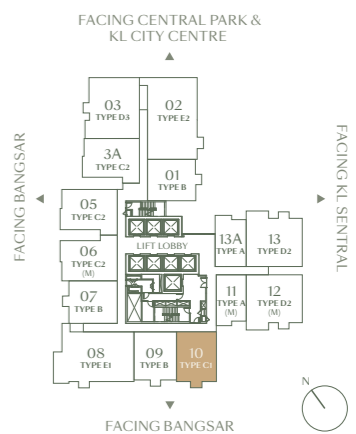 FACING CENTRAL PARK &
KL CITY CENTRE
03
TYPE D3
02
TYPE E2
3A
TYPE C2
01
TYPE B
FACING BANGSAR
FACING KL SENTRAL
05
TYPE C2
06
TYPE C2
(M)
07
TYPE B
LIFT LOBBY
13A
TYPE A
13
TYPE D2
11
TYPE A
(M)
12
TYPE D2
(M)
08
TYPE E1
09
TYPE B
10
TYPE C1
FACING BANGSAR
N